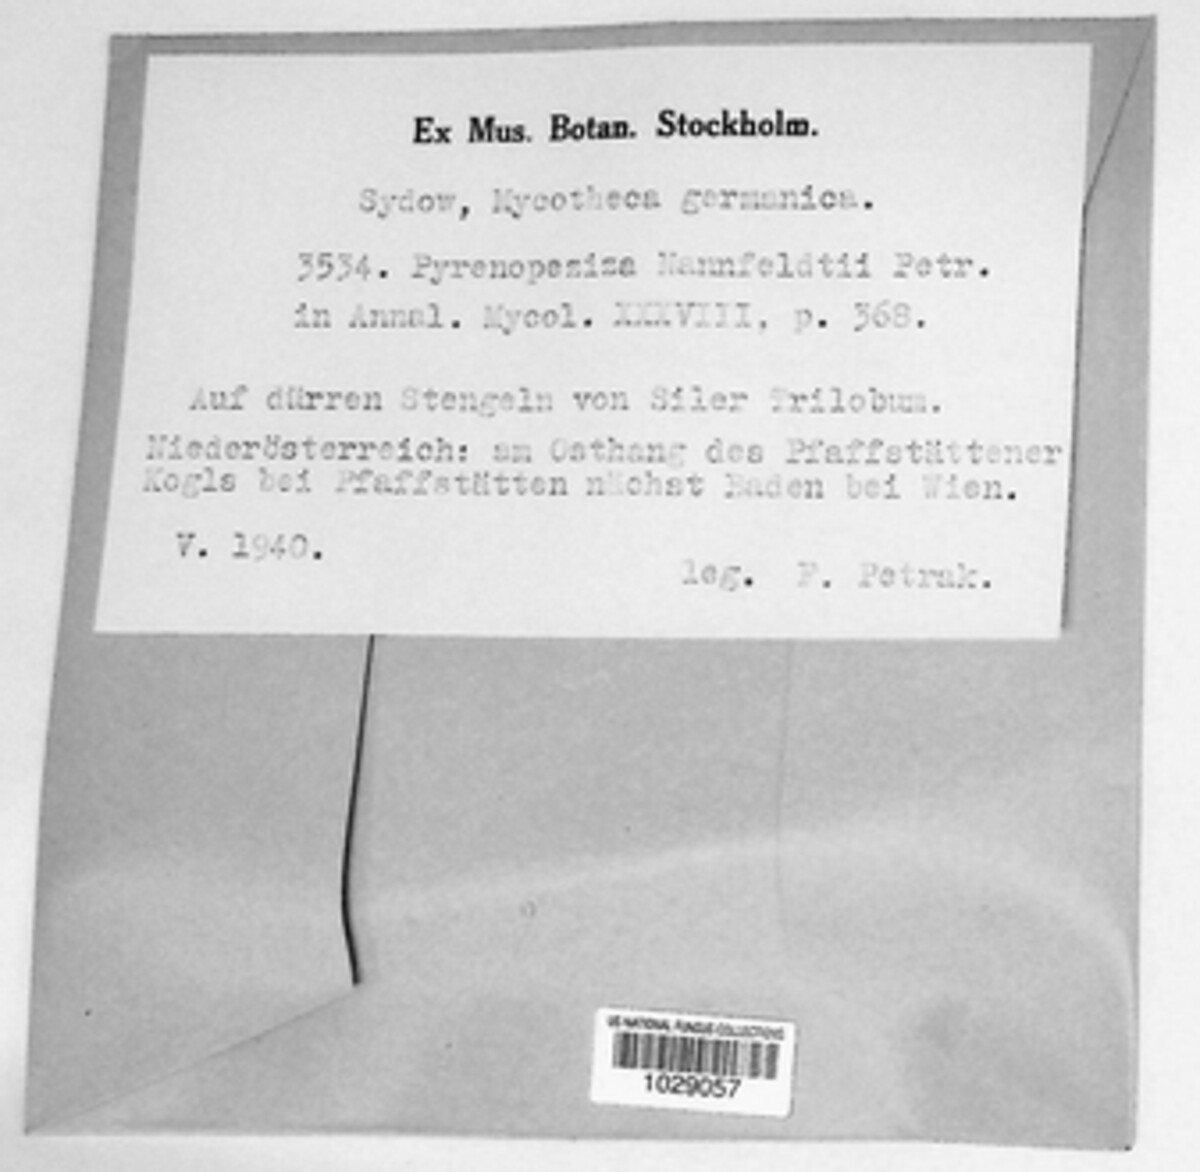 Ex Mus. Botan. Stockholm.
Sydow, Mycotheca germanica.
3534. Pyrenopeziza Nannfeldtii Petr.
in Annal. Mycol. XXXVIII, p. 368.
Auf dürren Stengeln von Siler Trilobum.
Niederösterreich: am Osthang des Pfaffstättener
Kogls bei Pfaffstätten nächst Baden bei Wien.
V. 1940.
leg. F. Petrak.
US NATIONAL FUNGUS COLLECTIONS
1029057